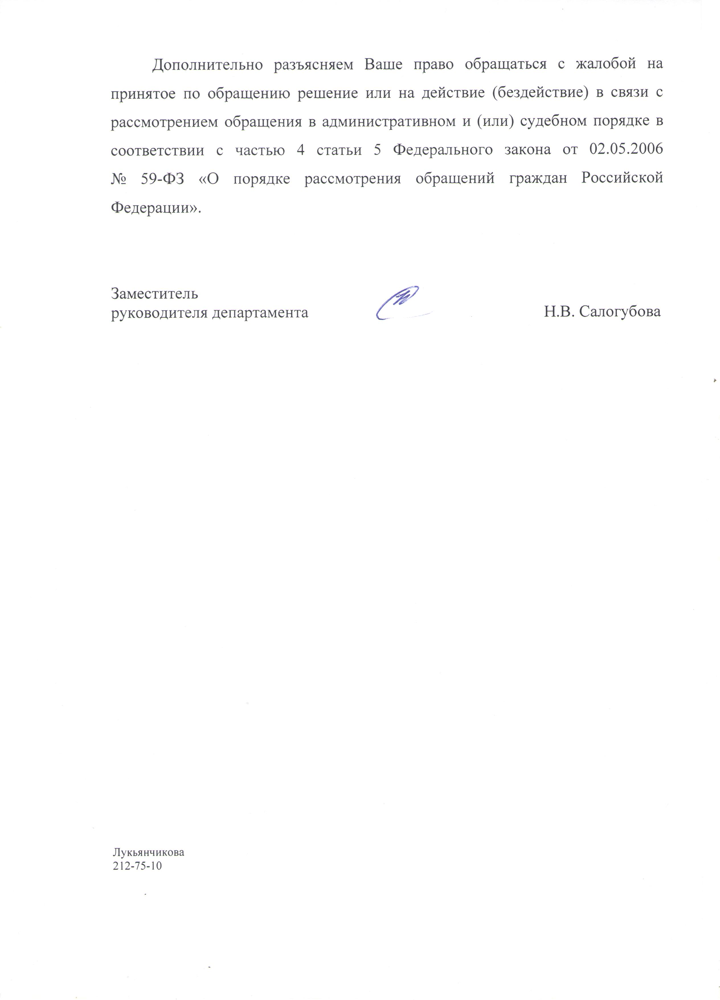 Дополнительно разъясняем Ваше право обращаться с жалобой на
принятое по обращению решение или на действие (бездействие) в связи с
рассмотрением обращения в административном и (или) судебном порядке в
соответствии с частью 4 статьи 5 Федерального закона от 02.05.2006
№ 59-ФЗ «О порядке рассмотрения обращений граждан Российской
Федерации».
Заместитель
руководителя департамента Н.В. Салогубова
Лукьянчикова
212-75-10